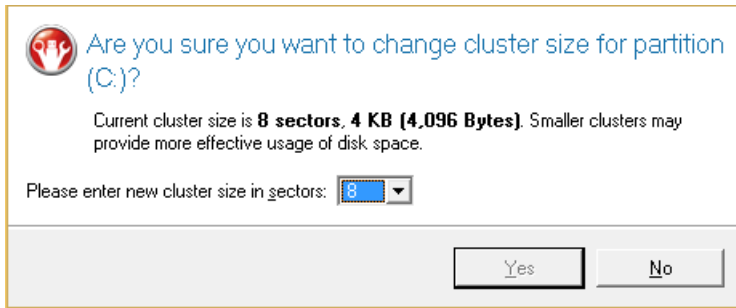 Are you sure you want to change cluster size for partition
(C:)?
Current cluster size is 8 sectors, 4 KB (4,096 Bytes). Smaller clusters may
provide more effective usage of disk space.
Please enter new cluster size in sectors: 8
Yes No